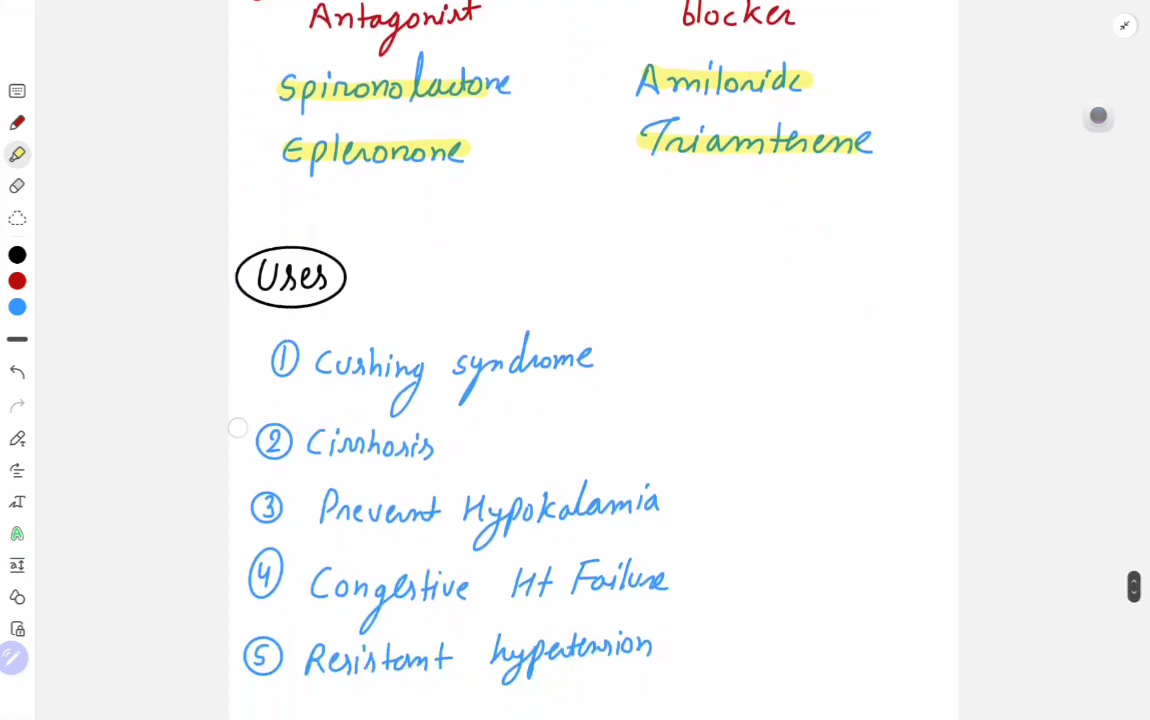 Antagonist blocker
Spironolactone Amiloride
Epleronone Triamterene
Uses
① Cushing syndrome
② Cirrhosis
③ Prevent Hypokalamia
④ Congestive Ht Failure
⑤ Resistant hypertension